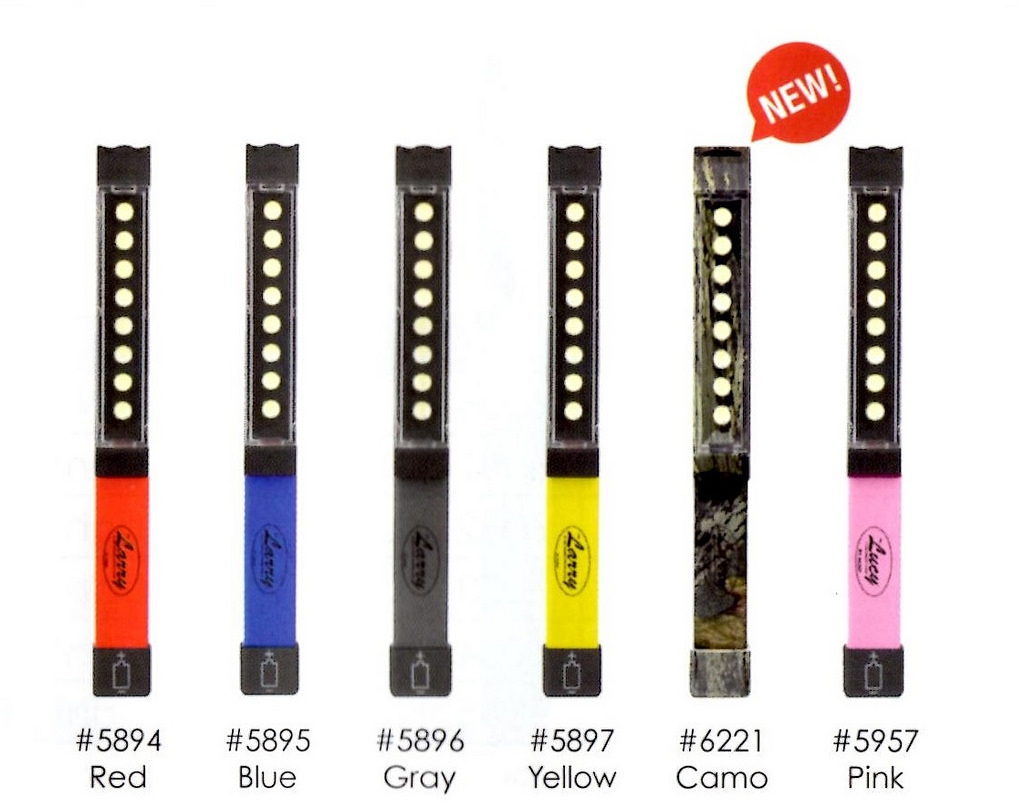 NEW!
Larry
Larry
Larry
Larry
Lucy
#5894
Red
#5895
Blue
#5896
Gray
#5897
Yellow
#6221
Camo
#5957
Pink